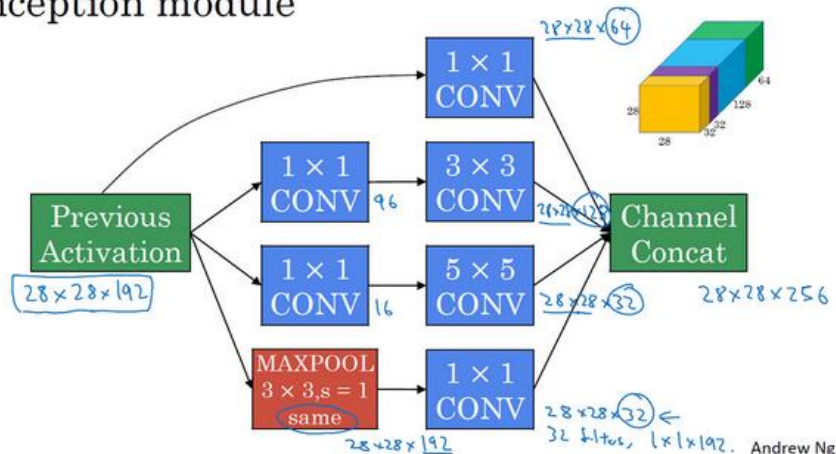 ception module
28×28×64
1 × 1
CONV
28
28
32
32
128
64
1 × 1
CONV
96
3 × 3
CONV
28×28×128
Previous
Activation
28×28×192
Channel
Concat
28×28×256
1 × 1
CONV
16
5 × 5
CONV
28×28×32
MAXPOOL
3 × 3,s = 1
same
28×28×192
1 × 1
CONV
28×28×32 ←
32 filters, 1×1×192.
Andrew Ng